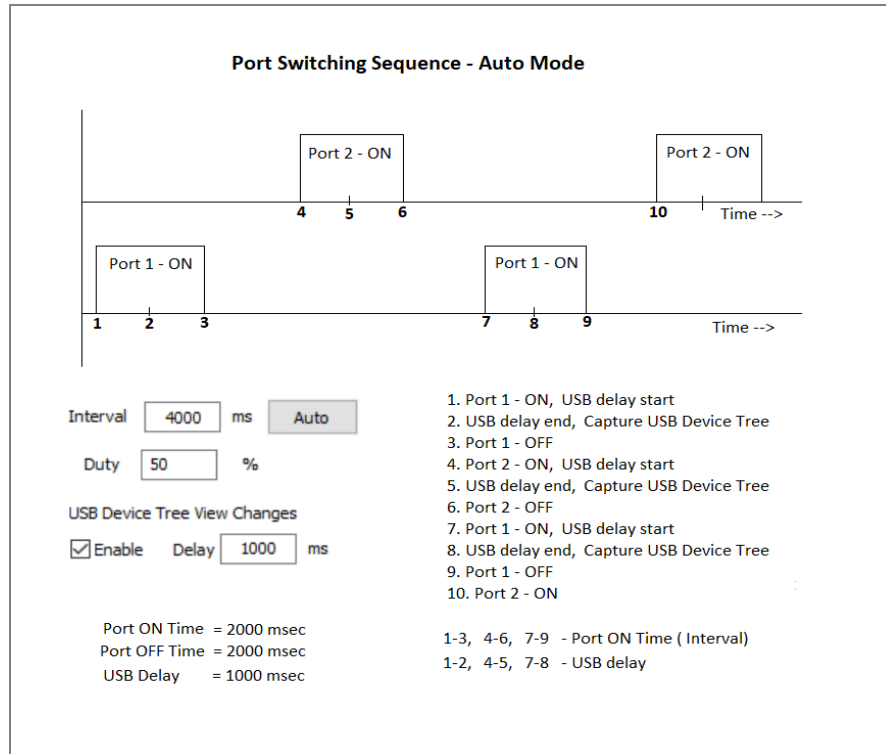 Port Switching Sequence - Auto Mode
Port 2 - ON
Port 2 - ON
4 5 6 10 Time -->
Port 1 - ON
Port 1 - ON
1 2 3 7 8 9 Time -->
Interval 4000 ms Auto
Duty 50 %
USB Device Tree View Changes
Enable Delay 1000 ms
Port ON Time = 2000 msec
Port OFF Time = 2000 msec
USB Delay = 1000 msec
1. Port 1 - ON, USB delay start
2. USB delay end, Capture USB Device Tree
3. Port 1 - OFF
4. Port 2 - ON, USB delay start
5. USB delay end, Capture USB Device Tree
6. Port 2 - OFF
7. Port 1 - ON, USB delay start
8. USB delay end, Capture USB Device Tree
9. Port 1 - OFF
10. Port 2 - ON
1-3, 4-6, 7-9 - Port ON Time ( Interval)
1-2, 4-5, 7-8 - USB delay